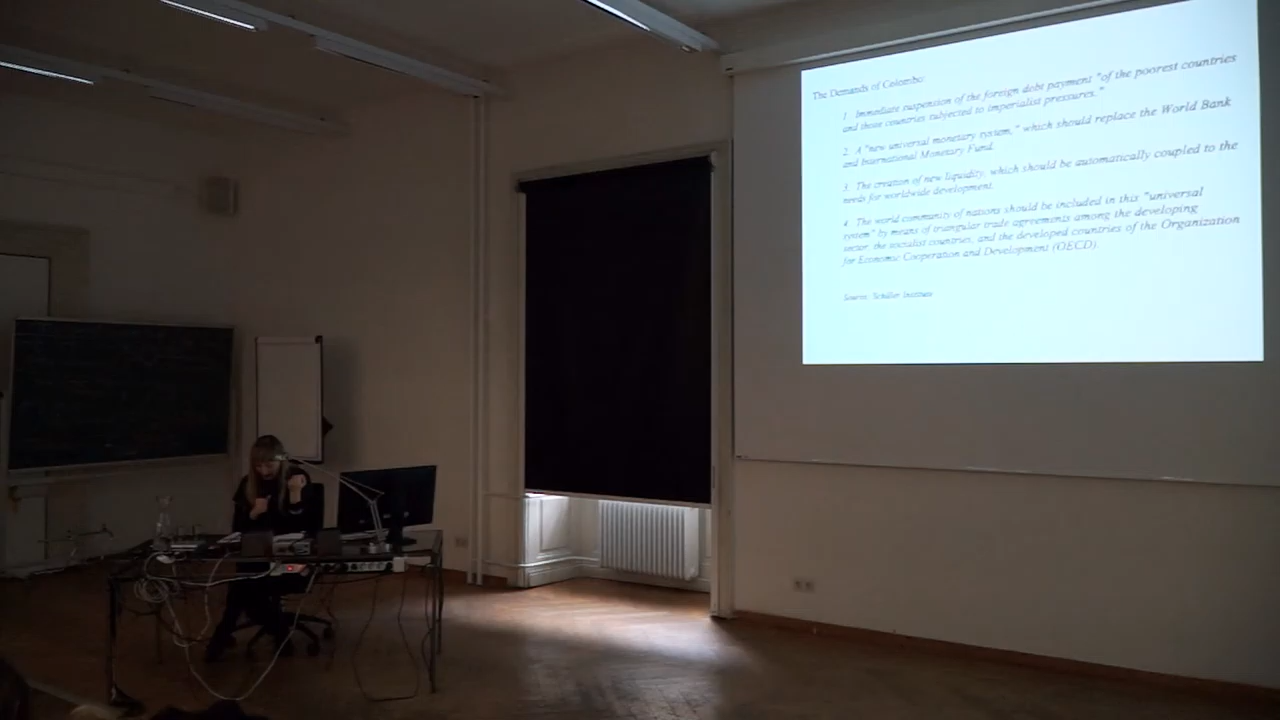 The Demands of Colombo:
1. Immediate suspension of the foreign debt payment "of the poorest countries
and those countries subjected to imperialist pressures."
2. A "new universal monetary system," which should replace the World Bank
and International Monetary Fund.
3. The creation of new liquidity, which should be automatically coupled to the
needs for worldwide development.
4. The world community of nations should be included in this "universal
system" by means of triangular trade agreements among the developing
sector, the socialist countries, and the developed countries of the Organization
for Economic Cooperation and Development (OECD).
Source: Schiller Institute